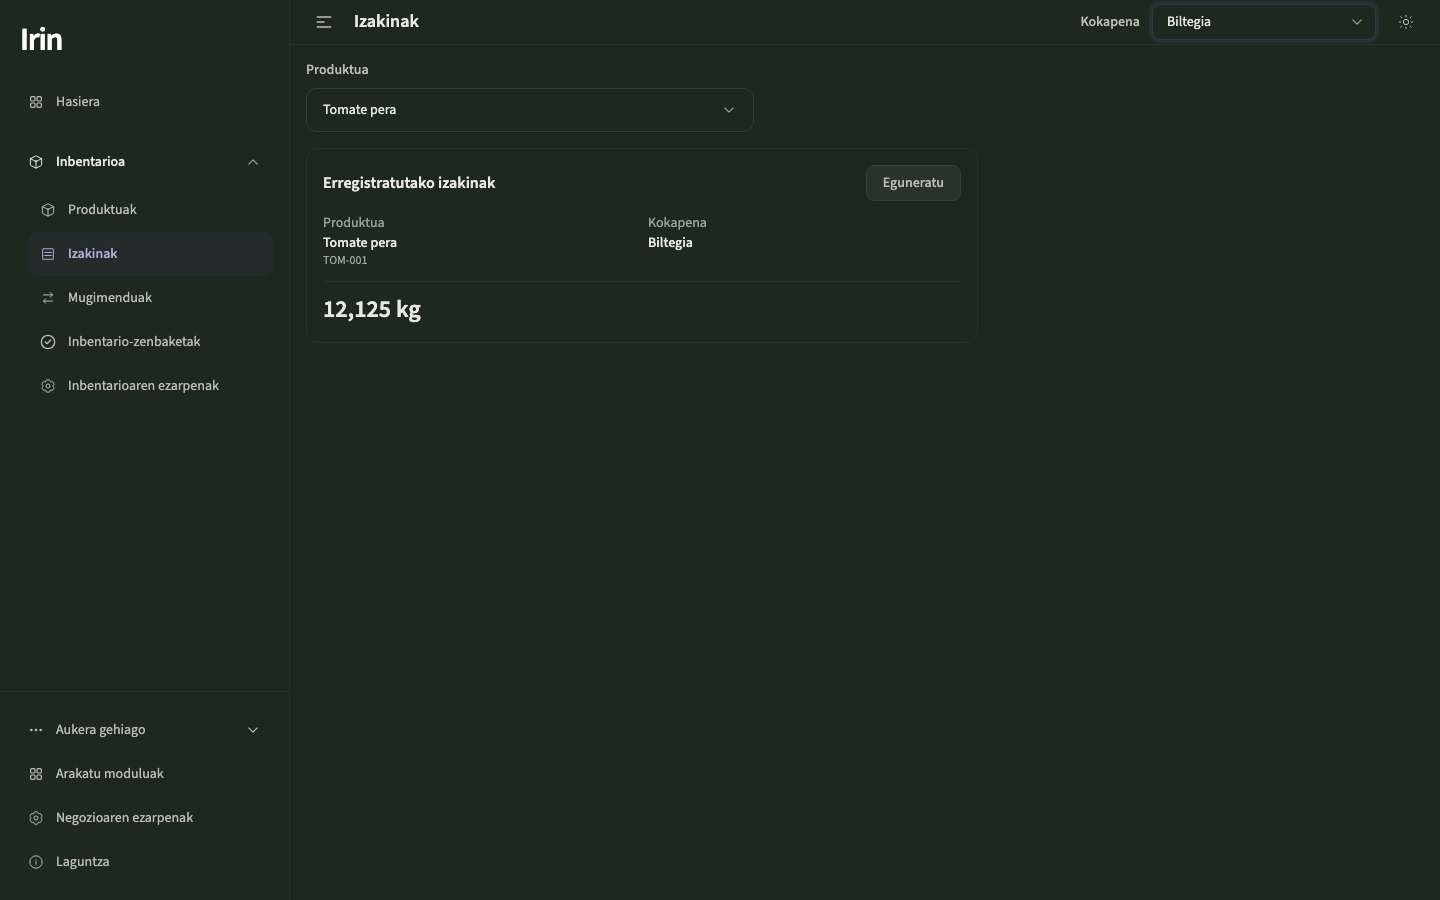 Irin
Hasiera
Inbentarioa
Produktuak
Izakinak
Mugimenduak
Inbentario-zenbaketak
Inbentarioaren ezarpenak
Aukera gehiago
Arakatu moduluak
Negozioaren ezarpenak
Laguntza
Izakinak
Kokapena
Biltegia
Produktua
Tomate pera
Erregistratutako izakinak
Eguneratu
Produktua
Tomate pera
TOM-001
Kokapena
Biltegia
12,125 kg